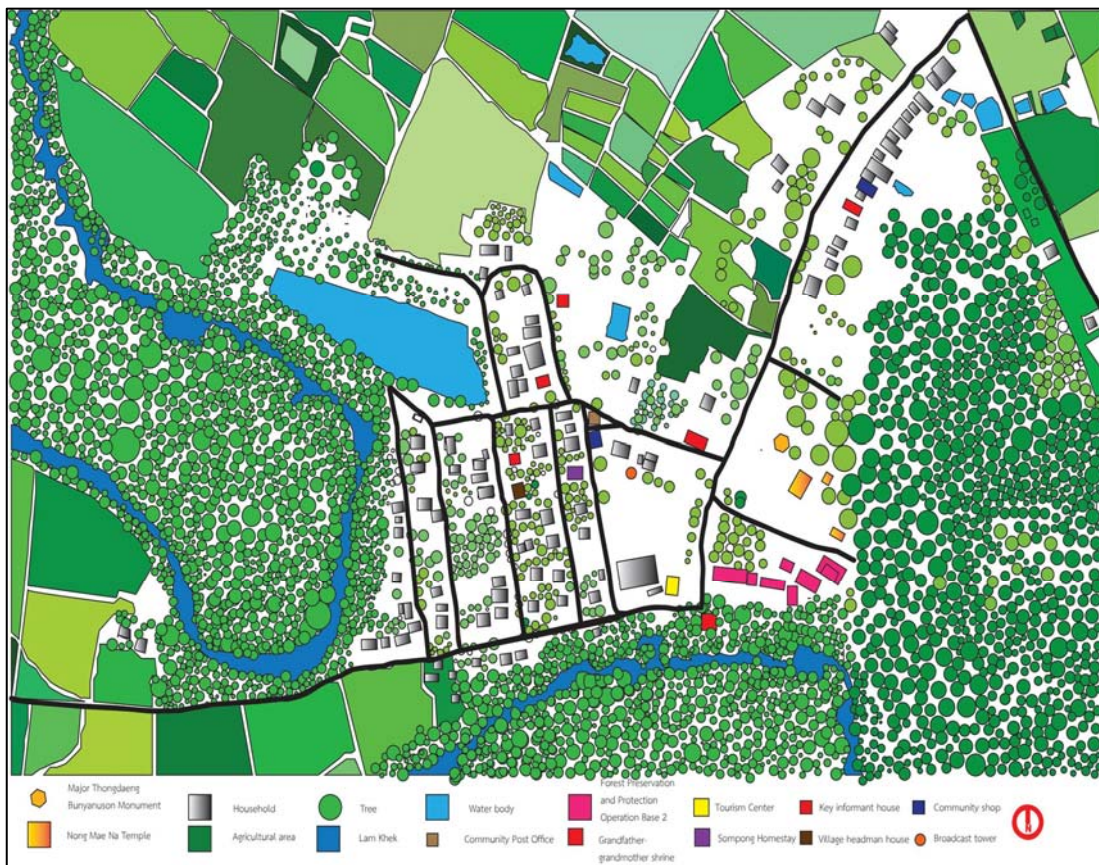 Major Thongdaeng
Bunyanuson Monument
Nong Mae Na Temple
Household
Agricultural area
Tree
Lam Khek
Water body
Community Post Office
Forest Preservation
and Protection
Operation Base 2
Grandfather-
grandmother shrine
Tourism Center
Sompong Homestay
Key informant house
Village headman house
Community shop
Broadcast tower